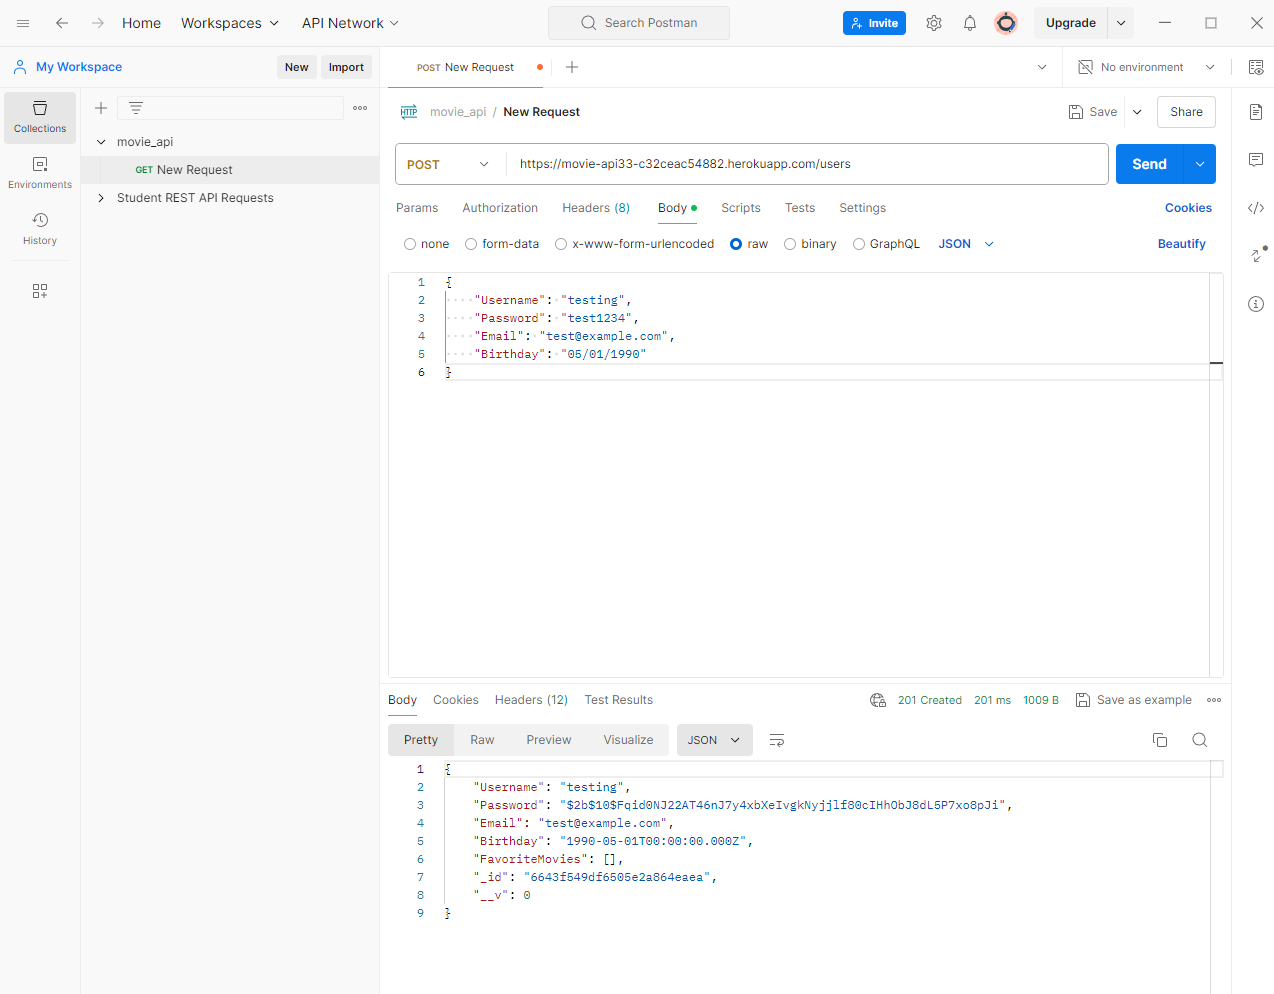 Home Workspaces API Network Search Postman Invite Upgrade
My Workspace New Import POST New Request No environment
Collections
Environments
History
movie_api
GET New Request
Student REST API Requests
HTTP movie_api / New Request Save Share
POST https://movie-api33-c32ceac54882.herokuapp.com/users Send
Params Authorization Headers (8) Body Scripts Tests Settings Cookies
none form-data x-www-form-urlencoded raw binary GraphQL JSON Beautify
1 {
2 "Username": "testing",
3 "Password": "test1234",
4 "Email": "test@example.com",
5 "Birthday": "05/01/1990"
6 }
Body Cookies Headers (12) Test Results 201 Created 201 ms 1009 B Save as example
Pretty Raw Preview Visualize JSON
1 {
2 "Username": "testing",
3 "Password": "$2b$10$Fqid0NJ22AT46nJ7y4xbXeIvgkNyjjlf80cIHhObJ8dL5P7xo8pJi",
4 "Email": "test@example.com",
5 "Birthday": "1990-05-01T00:00:00.000Z",
6 "FavoriteMovies": [],
7 "_id": "6643f549df6505e2a864eaea",
8 "__v": 0
9 }